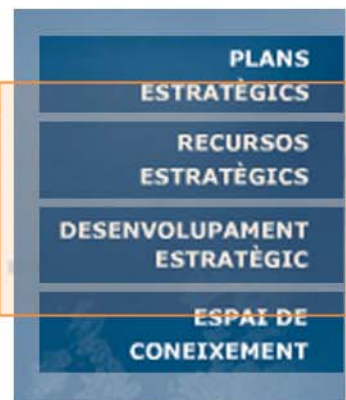 PLANS
ESTRATÈGICS
RECURSOS
ESTRATÈGICS
DESENVOLUPAMENT
ESTRATÈGIC
ESPAI DE
CONEIXEMENT